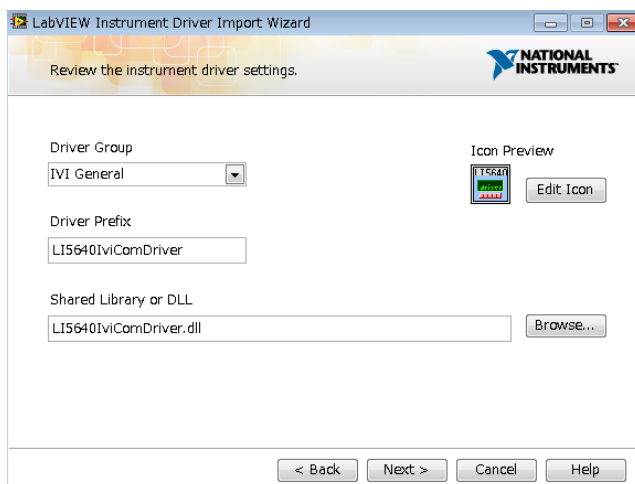 LabVIEW Instrument Driver Import Wizard
Review the instrument driver settings.
NATIONAL
INSTRUMENTS
Driver Group
IVI General
Icon Preview
LI5640
driver
Edit Icon
Driver Prefix
LI5640IviComDriver
Shared Library or DLL
LI5640IviComDriver.dll
Browse...
< Back
Next >
Cancel
Help